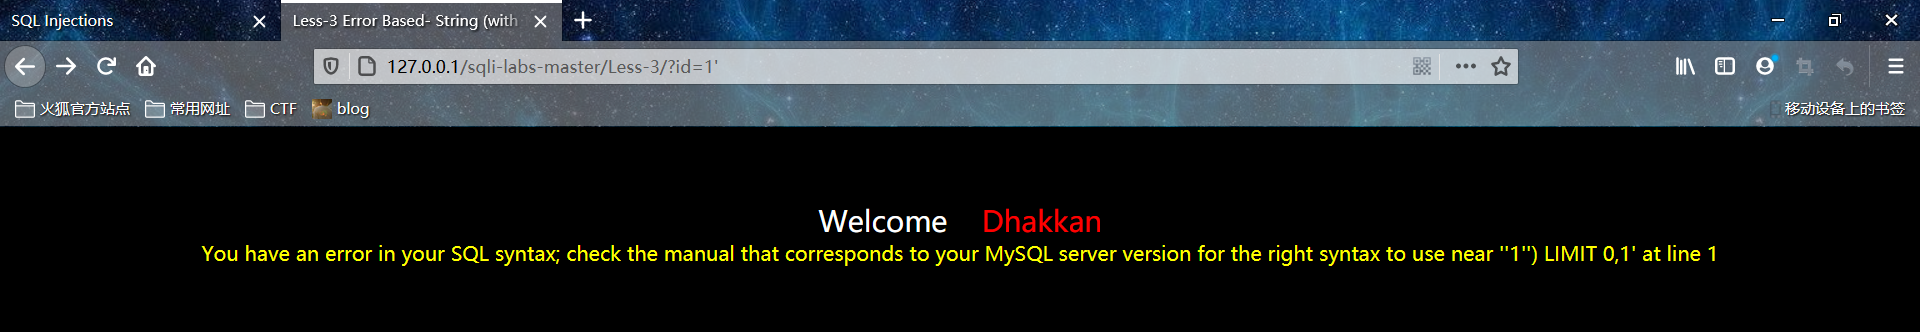 SQL Injections
Less-3 Error Based- String (with
127.0.0.1/sqli-labs-master/Less-3/?id=1'
火狐官方站点 常用网址 CTF blog 移动设备上的书签
Welcome Dhakkan
You have an error in your SQL syntax; check the manual that corresponds to your MySQL server version for the right syntax to use near ''1'') LIMIT 0,1' at line 1